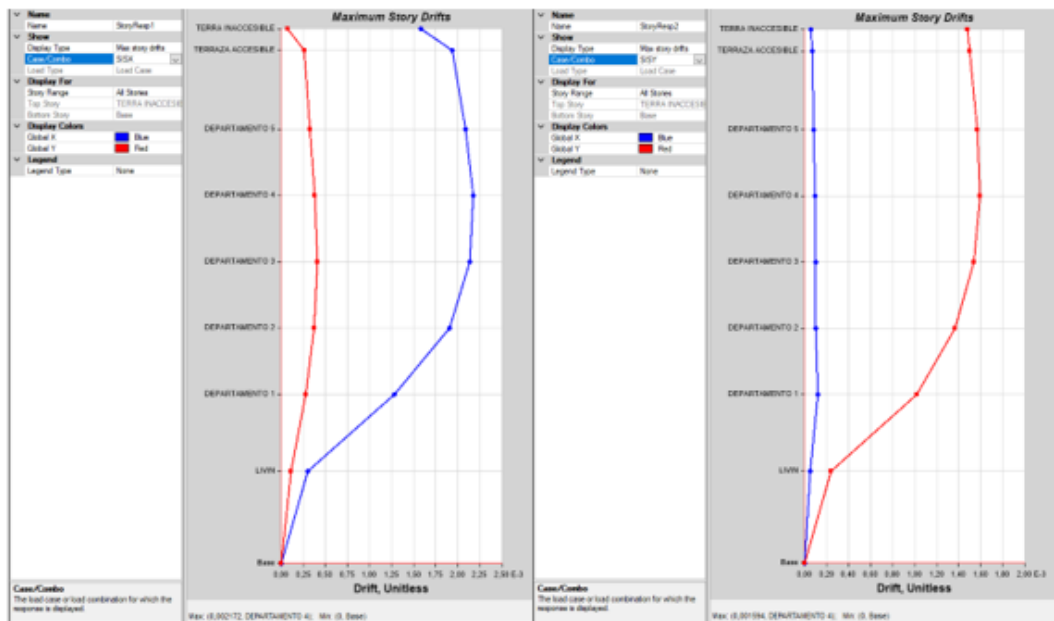 Name
Name StoryResp1
Show
Display Type Max story drifts
Case/Combo SISX
Load Type Load Case
Display For
Story Range All Stories
Top Story TERRA INACCESIB
Bottom Story Base
Display Colors
Global X Blue
Global Y Red
Legend
Legend Type None
Case/Combo
The load case or load combination for which the
response is displayed.
Maximum Story Drifts
TERRA INACCESIBLE
TERRAZA ACCESIBLE
DEPARTAMENTO 5
DEPARTAMENTO 4
DEPARTAMENTO 3
DEPARTAMENTO 2
DEPARTAMENTO 1
LIVIN
Base
0,00 0,25 0,50 0,75 1,00 1,25 1,50 1,75 2,00 2,25 2,50 E-3
Drift, Unitless
Max: (0,002172, DEPARTAMENTO 4); Min: (0, Base)
Name
Name StoryResp2
Show
Display Type Max story drifts
Case/Combo SISY
Load Type Load Case
Display For
Story Range All Stories
Top Story TERRA INACCESIB
Bottom Story Base
Display Colors
Global X Blue
Global Y Red
Legend
Legend Type None
Case/Combo
The load case or load combination for which the
response is displayed.
Maximum Story Drifts
TERRA INACCESIBLE
TERRAZA ACCESIBLE
DEPARTAMENTO 5
DEPARTAMENTO 4
DEPARTAMENTO 3
DEPARTAMENTO 2
DEPARTAMENTO 1
LIVIN
Base
0,00 0,20 0,40 0,60 0,80 1,00 1,20 1,40 1,60 1,80 2,00 E-3
Drift, Unitless
Max: (0,001594, DEPARTAMENTO 4); Min: (0, Base)